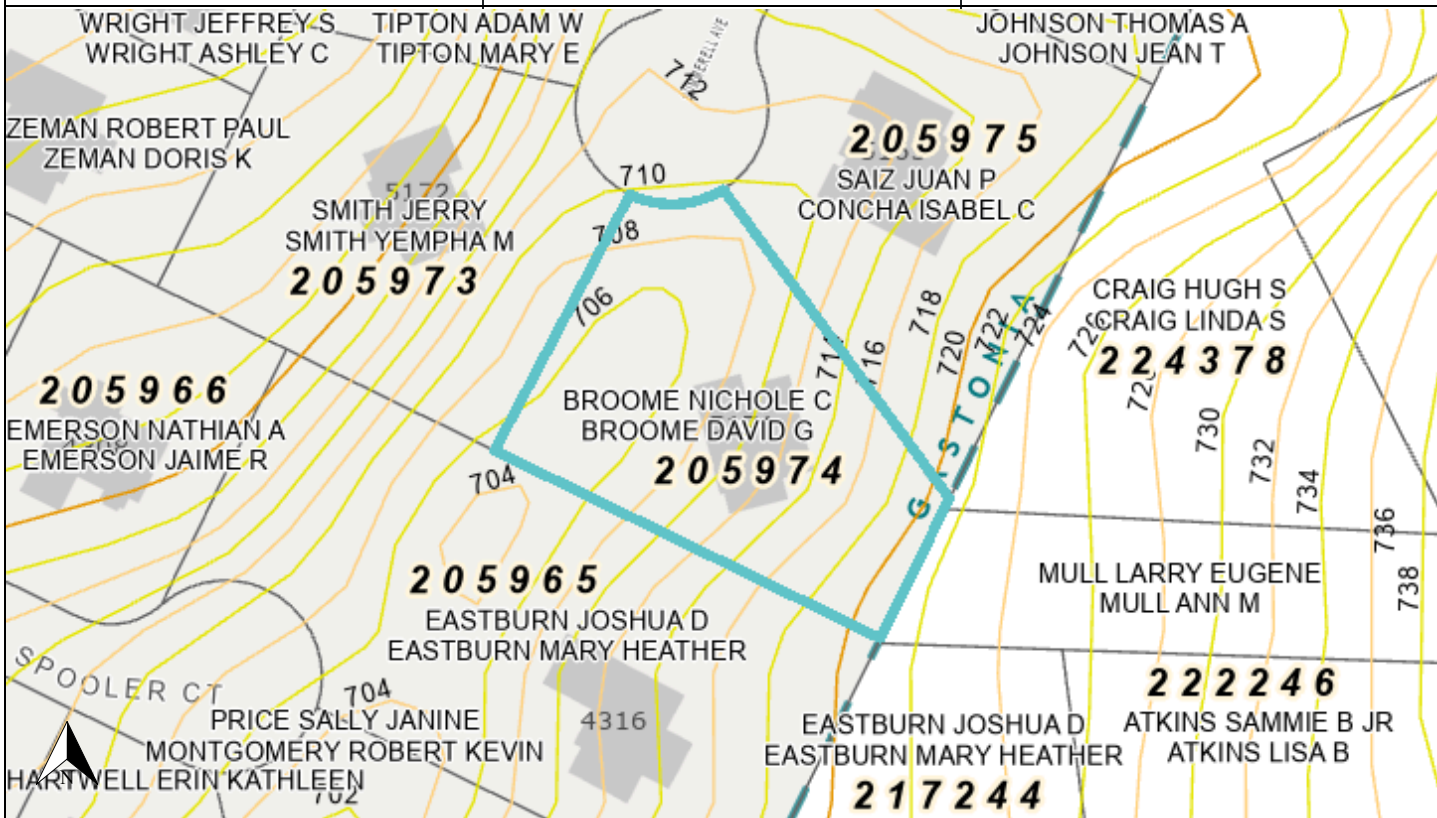 WRIGHT JEFFREY S
WRIGHT ASHLEY C
TIPTON ADAM W
TIPTON MARY E
JOHNSON THOMAS A
JOHNSON JEAN T
712
ZEMAN ROBERT PAUL
ZEMAN DORIS K
205975
SAIZ JUAN P
CONCHA ISABEL C
710
5172
SMITH JERRY
SMITH YEMPHA M
205973
708
706
718
716
720
722
724
726
GASTONIA
CRAIG HUGH S
CRAIG LINDA S
224378
730
732
734
736
738
205966
EMERSON NATHIAN A
EMERSON JAIME R
BROOME NICHOLE C
BROOME DAVID G
205974
704
205965
EASTBURN JOSHUA D
EASTBURN MARY HEATHER
MULL LARRY EUGENE
MULL ANN M
SPOOLER CT
704
PRICE SALLY JANINE
MONTGOMERY ROBERT KEVIN
HARTWELL ERIN KATHLEEN
702
N
4316
EASTBURN JOSHUA D
EASTBURN MARY HEATHER
217244
222246
ATKINS SAMMIE B JR
ATKINS LISA B